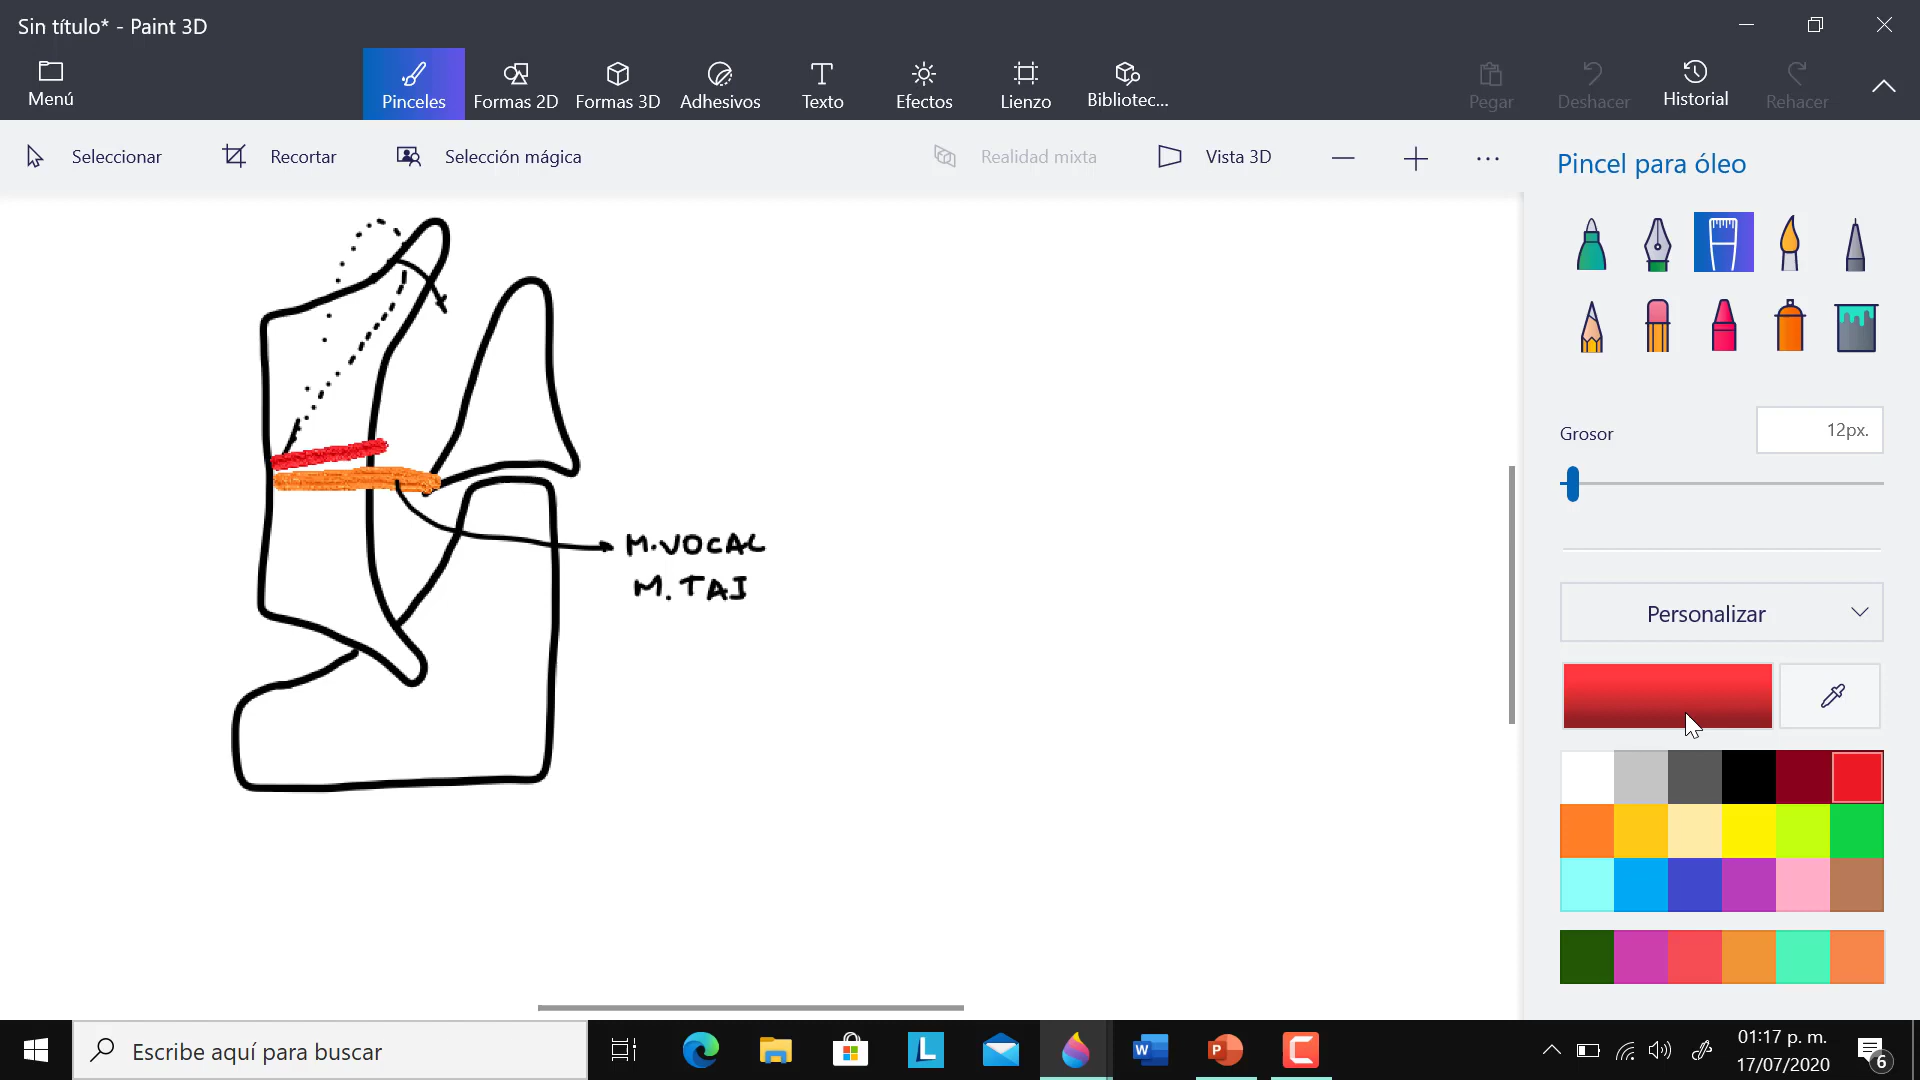 Sin título* - Paint 3D
Menú
Pinceles
Formas 2D
Formas 3D
Adhesivos
Texto
Efectos
Lienzo
Bibliotec...
Pegar
Deshacer
Historial
Rehacer
Seleccionar
Recortar
Selección mágica
Realidad mixta
Vista 3D
Pincel para óleo
Grosor
12px.
Personalizar
M.VOCAL
M.TAI
Escribe aquí para buscar
L
W
P
C
01:17 p. m.
17/07/2020
6